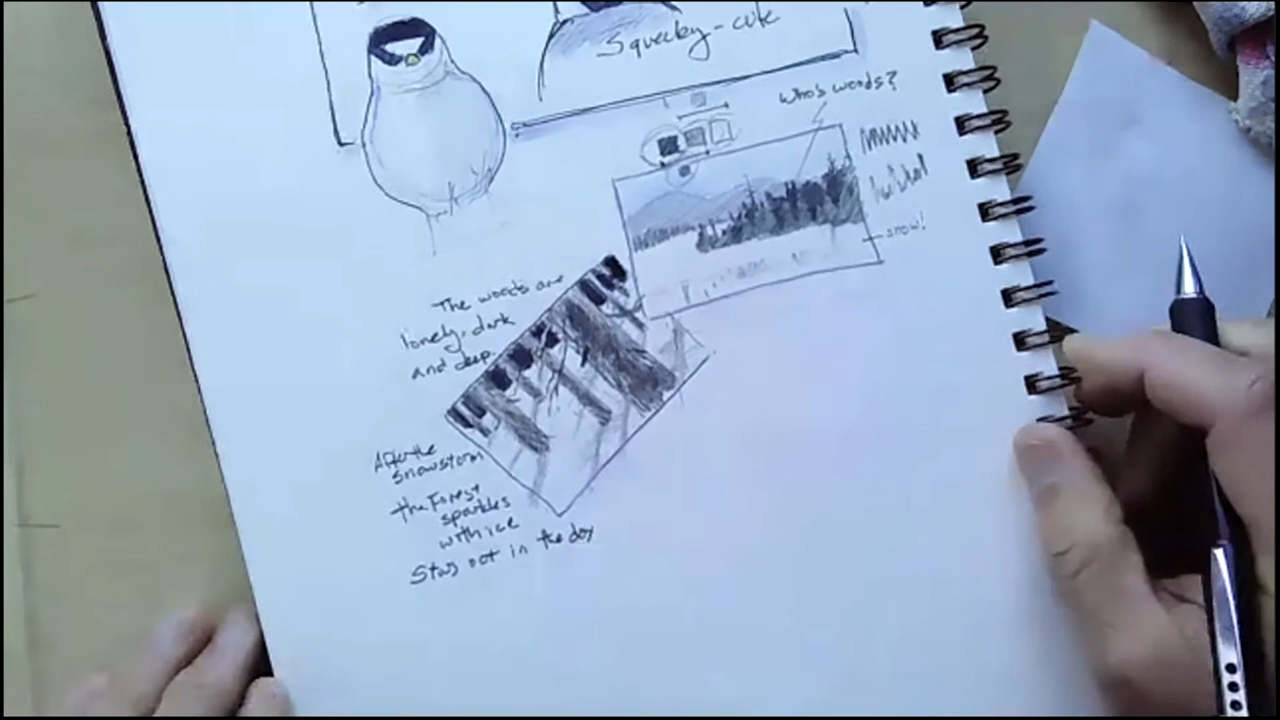 Squeeky-cute
Who's woods?
snow!
The woods are
lonely, dark
and deep
After the
snowstorm
the Forest
sparkles
with ice
Stars out in the day